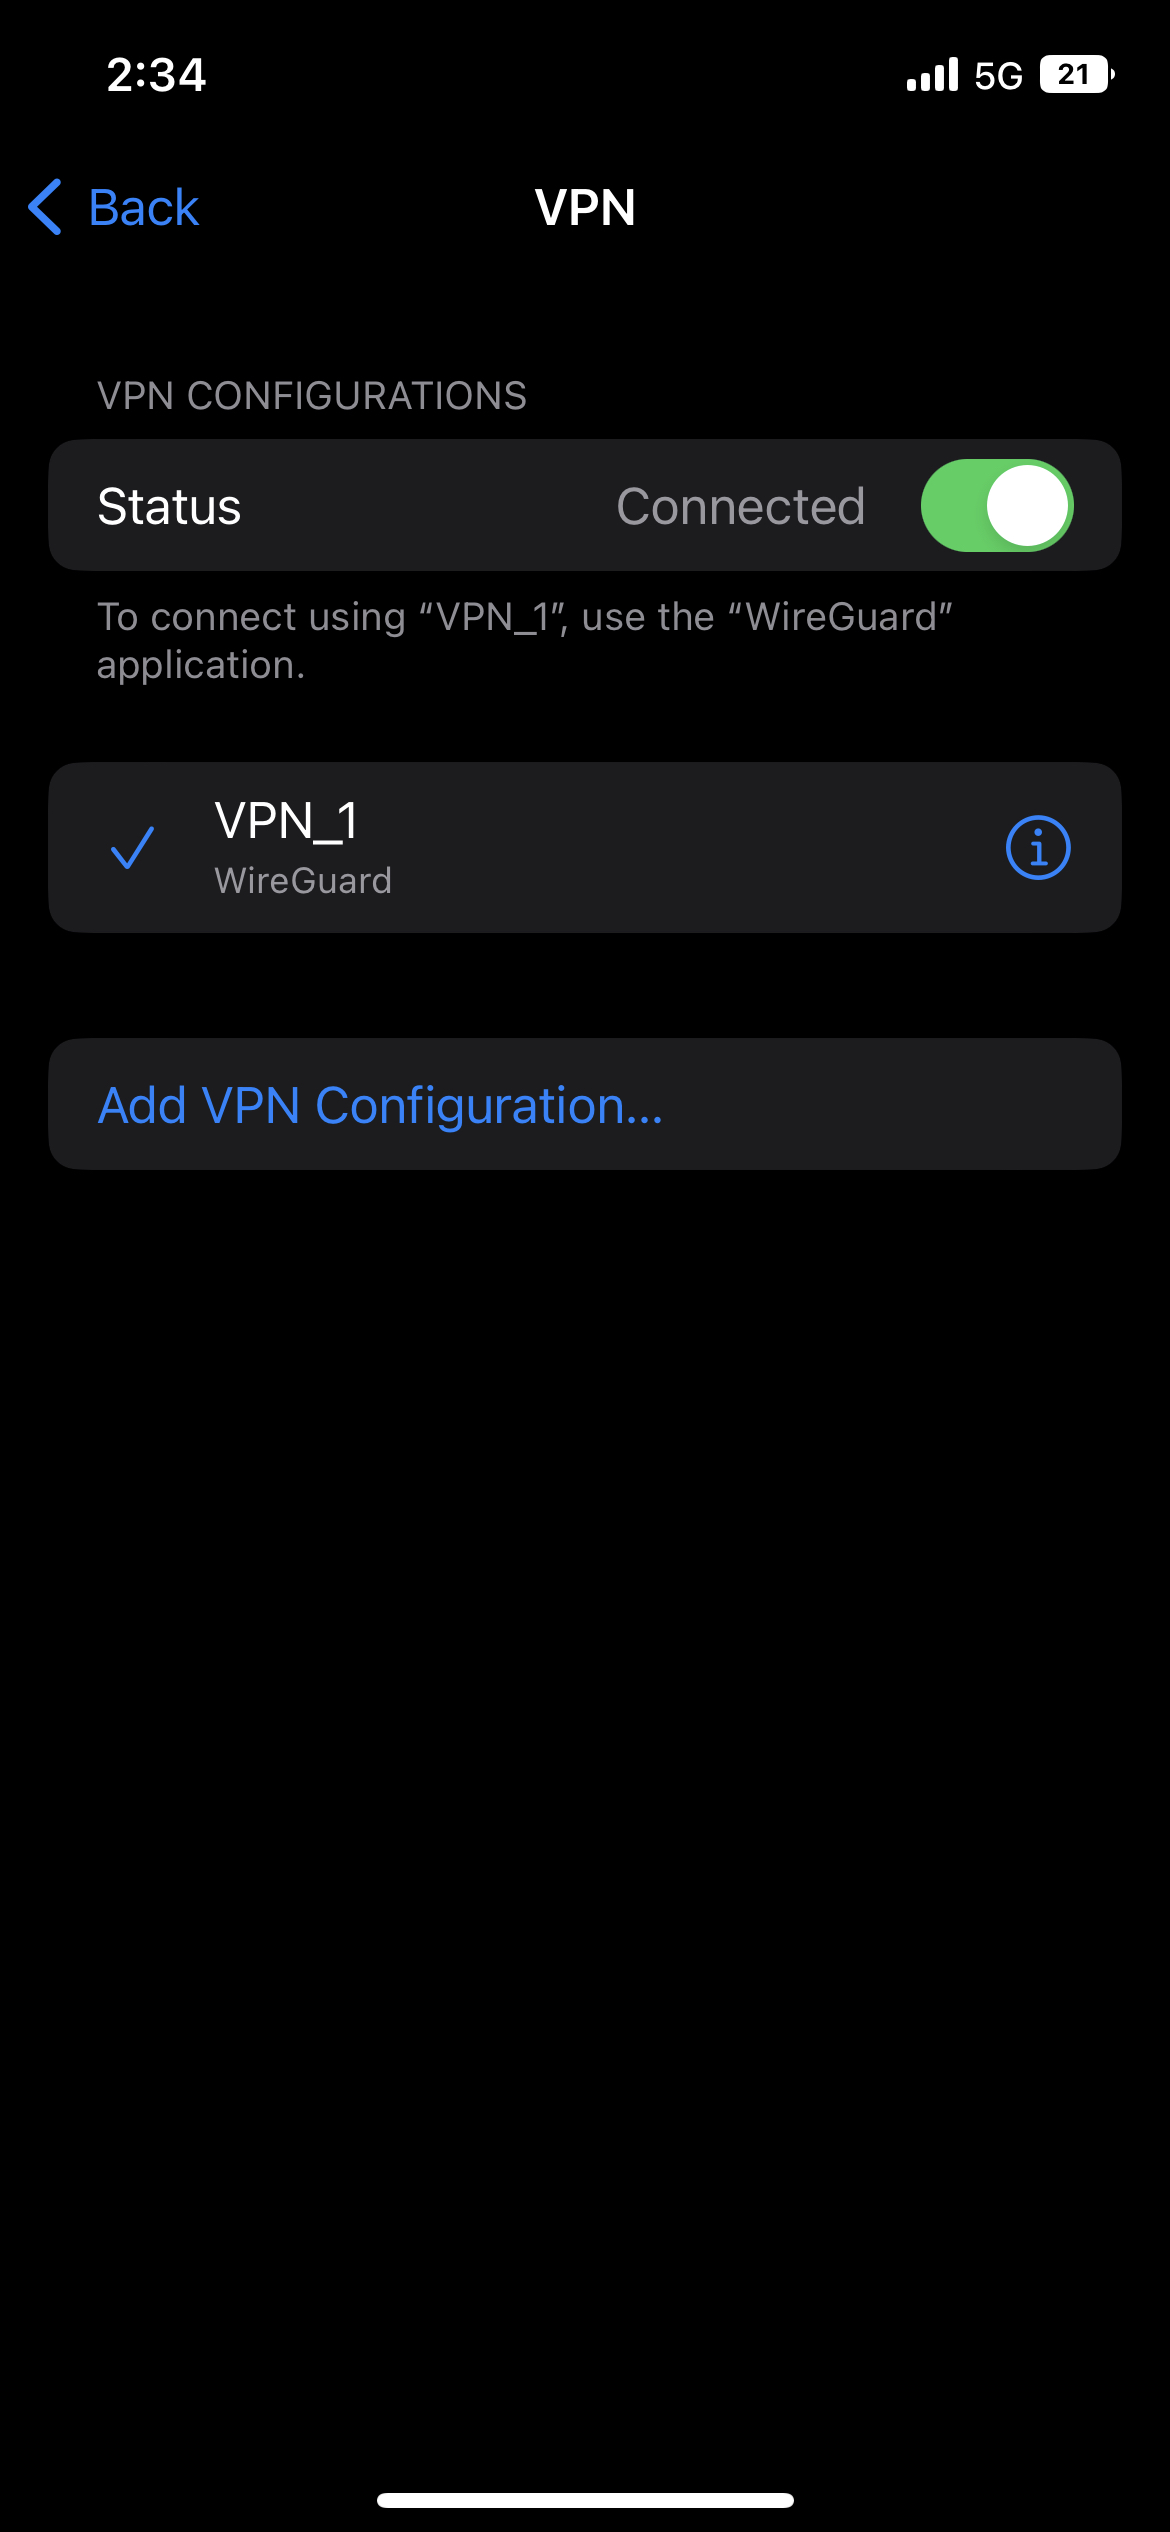 2:34
5G
21
Back
VPN
VPN CONFIGURATIONS
Status
Connected
To connect using “VPN_1”, use the “WireGuard”
application.
VPN_1
WireGuard
Add VPN Configuration...